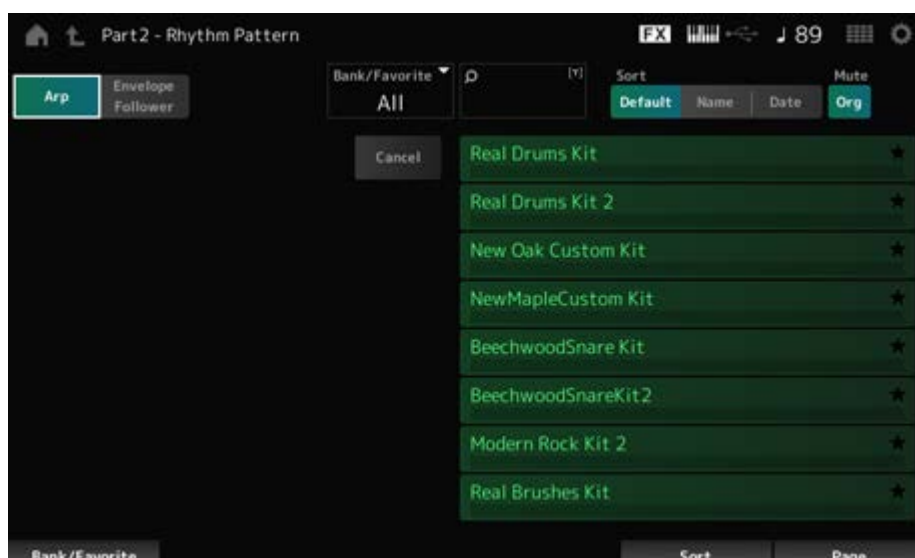 Part2 - Rhythm Pattern
FX
♩ 89
Arp
Envelope
Follower
Bank/Favorite
All
[Y]
Sort
Default Name Date
Mute
Org
Cancel
Real Drums Kit
Real Drums Kit 2
New Oak Custom Kit
NewMapleCustom Kit
BeechwoodSnare Kit
BeechwoodSnareKit2
Modern Rock Kit 2
Real Brushes Kit
Bank/Favorite
Sort
Page